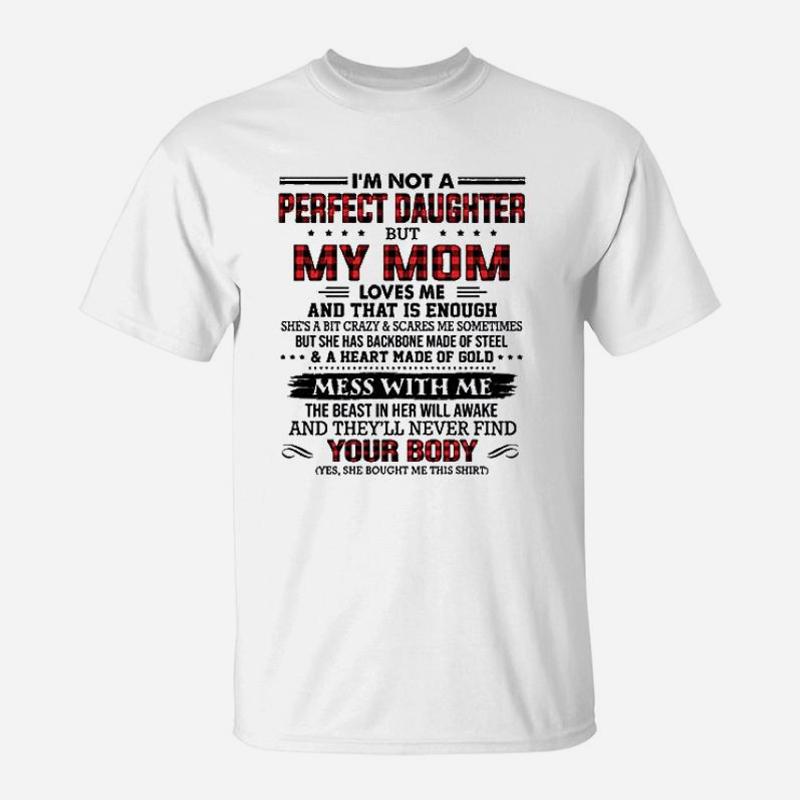 I'M NOT A
PERFECT DAUGHTER
BUT
MY MOM
LOVES ME
AND THAT IS ENOUGH
SHE'S A BIT CRAZY & SCARES ME SOMETIMES
BUT SHE HAS BACKBONE MADE OF STEEL
& A HEART MADE OF GOLD
MESS WITH ME
THE BEAST IN HER WILL AWAKE
AND THEY'LL NEVER FIND
YOUR BODY
(YES, SHE BOUGHT ME THIS SHIRT)